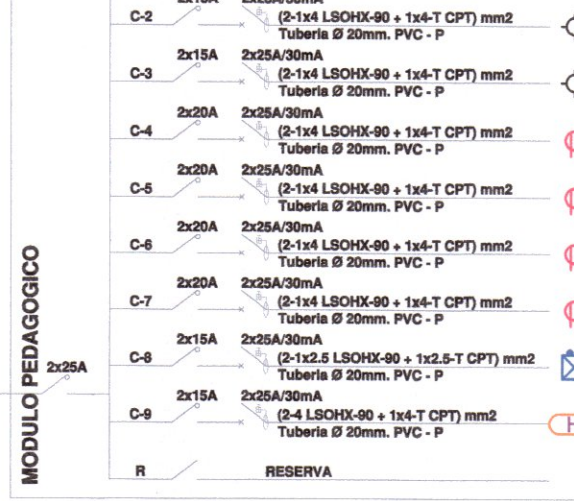 C-2
(2-1x4 LSOHX-90 + 1x4-T CPT) mm2
Tuberia Ø 20mm. PVC - P
2x15A 2x25A/30mA
C-3
(2-1x4 LSOHX-90 + 1x4-T CPT) mm2
Tuberia Ø 20mm. PVC - P
2x20A 2x25A/30mA
C-4
(2-1x4 LSOHX-90 + 1x4-T CPT) mm2
Tuberia Ø 20mm. PVC - P
2x20A 2x25A/30mA
C-5
(2-1x4 LSOHX-90 + 1x4-T CPT) mm2
Tuberia Ø 20mm. PVC - P
2x20A 2x25A/30mA
C-6
(2-1x4 LSOHX-90 + 1x4-T CPT) mm2
Tuberia Ø 20mm. PVC - P
2x20A 2x25A/30mA
C-7
(2-1x4 LSOHX-90 + 1x4-T CPT) mm2
Tuberia Ø 20mm. PVC - P
2x15A 2x25A/30mA
C-8
(2-1x2.5 LSOHX-90 + 1x2.5-T CPT) mm2
Tuberia Ø 20mm. PVC - P
2x15A 2x25A/30mA
C-9
(2-4 LSOHX-90 + 1x4-T CPT) mm2
Tuberia Ø 20mm. PVC - P
R RESERVA
MODULO PEDAGOGICO
2x25A
H